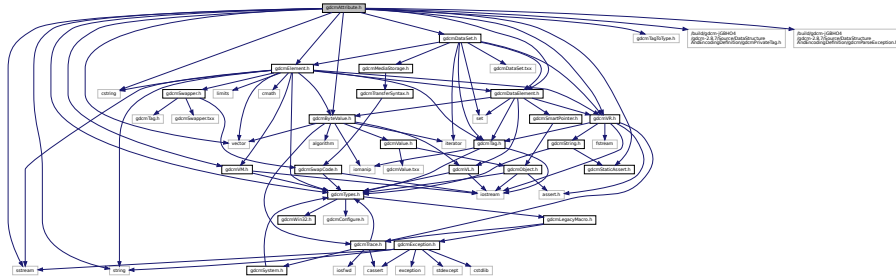 gdcmAttribute.h
gdcmDataSet.h
gdcmTagToType.h
/build/gdcm-jG8HO4
gdcm-2.8.7/Source/DataStructure
AndEncodingDefinition/gdcmPrivateTag.h
/build/gdcm-jG8HO4
gdcm-2.8.7/Source/DataStructure
AndEncodingDefinition/gdcmParseException.h
gdcmElement.h
gdcmMediaStorage.h
gdcmDataSet.txx
cstring
gdcmSwapper.h
limits
cmath
gdcmTransferSyntax.h
gdcmDataElement.h
gdcmTag.h
gdcmSwapper.txx
gdcmByteValue.h
set
gdcmSmartPointer.h
gdcmVR.h
vector
algorithm
gdcmValue.h
iterator
gdcmTag.h
gdcmString.h
fstream
gdcmVM.h
gdcmSwapCode.h
iomanip
gdcmValue.txx
gdcmVL.h
gdcmObject.h
gdcmStaticAssert.h
gdcmTypes.h
iostream
assert.h
gdcmWin32.h
gdcmConfigure.h
gdcmLegacyMacro.h
gdcmTrace.h
gdcmException.h
sstream
string
gdcmSystem.h
iosfwd
cassert
exception
stdexcept
cstdlib